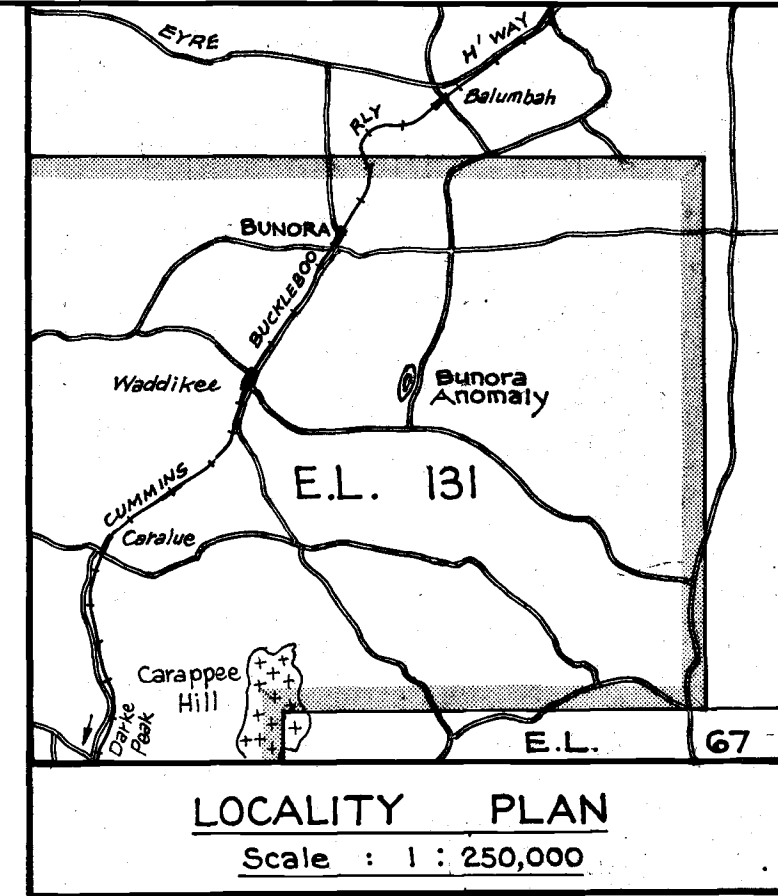 EYRE
H' WAY
Balumbah
RLY
BUNORA
BUCKLEBOO
Waddikee
Bunora
Anomaly
E.L. 131
CUMMINS
Caralue
Carappee
Hill
Darke
Peak
E.L. 67
LOCALITY PLAN
Scale : 1 : 250,000